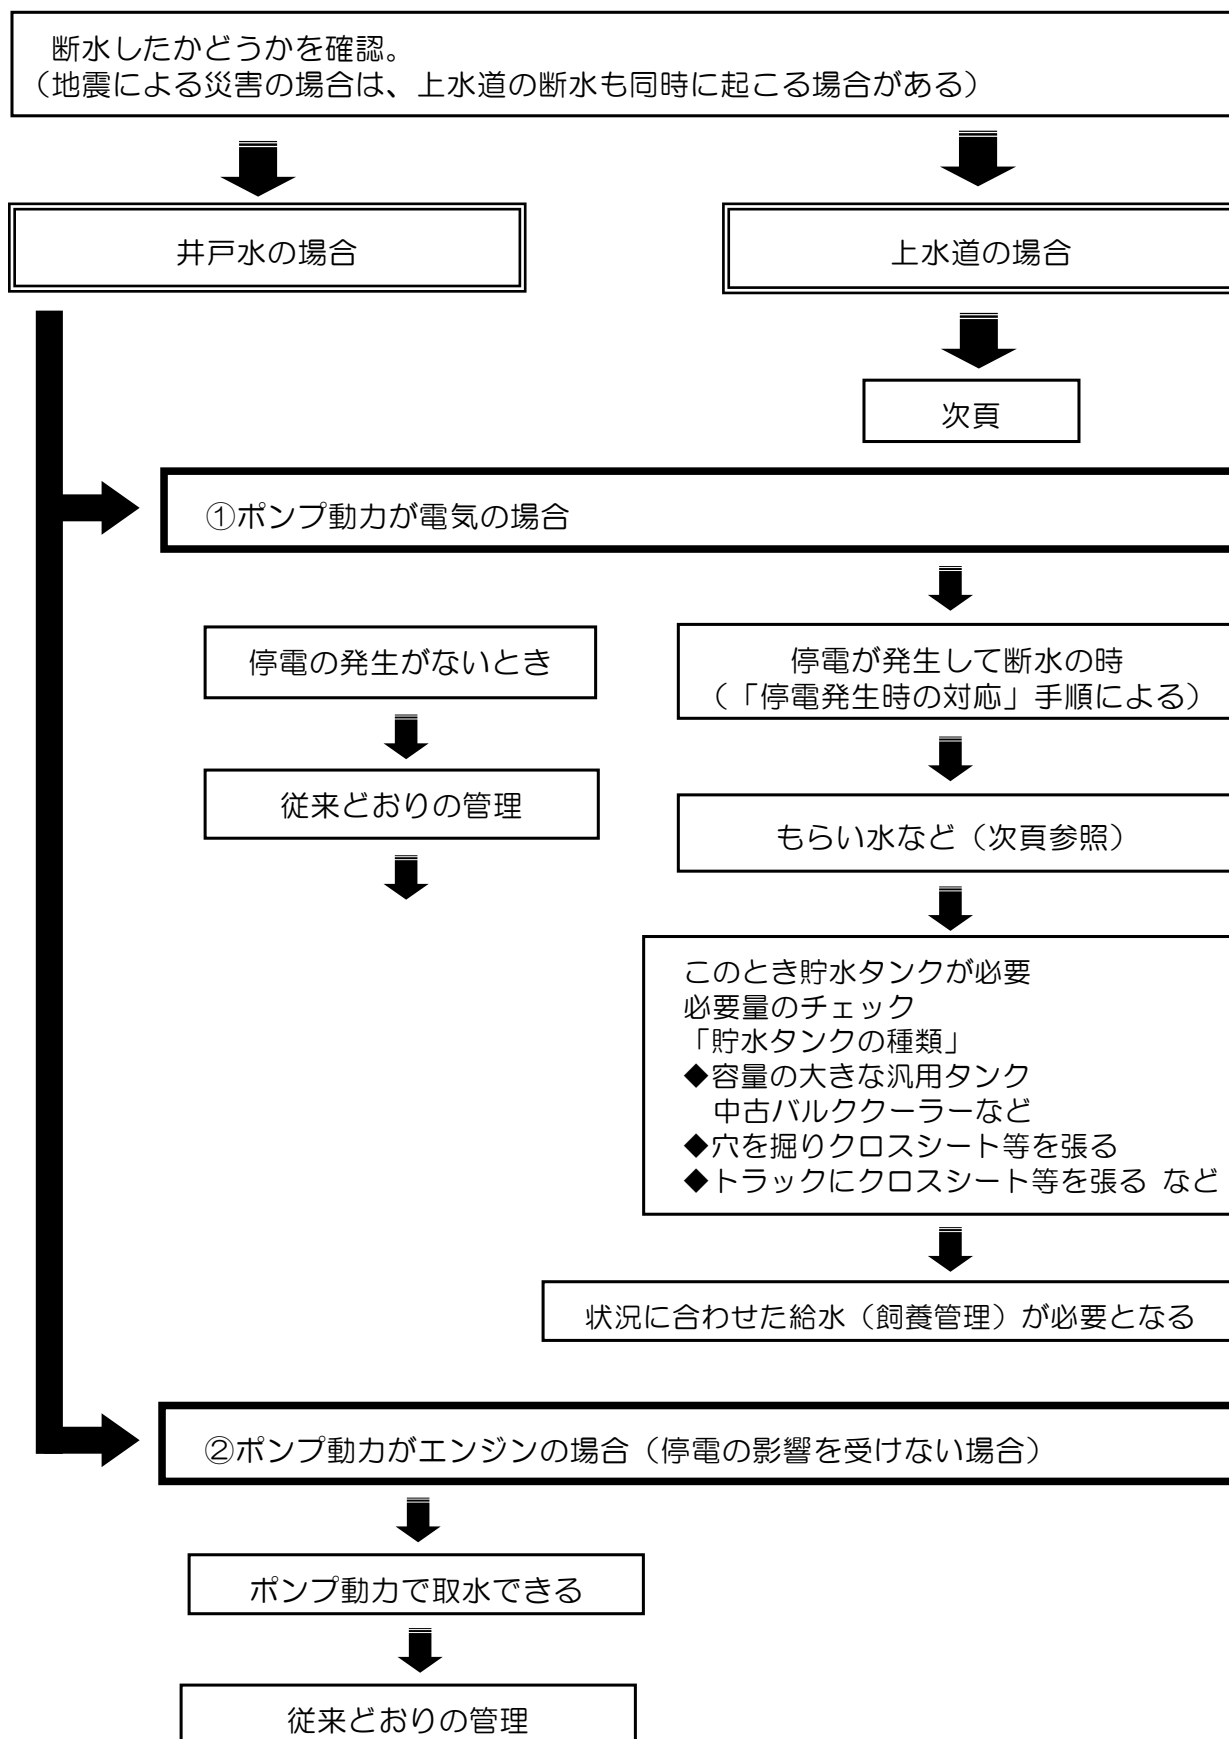 断水したかどうかを確認。
（地震による災害の場合は、上水道の断水も同時に起こる場合がある）
井戸水の場合
上水道の場合
次頁
①ポンプ動力が電気の場合
停電の発生がないとき
従来どおりの管理
停電が発生して断水の時
（「停電発生時の対応」手順による）
もらい水など（次頁参照）
このとき貯水タンクが必要
必要量のチェック
「貯水タンクの種類」
◆容量の大きな汎用タンク
中古バルククーラーなど
◆穴を掘りクロスシート等を張る
◆トラックにクロスシート等を張る など
状況に合わせた給水（飼養管理）が必要となる
②ポンプ動力がエンジンの場合（停電の影響を受けない場合）
ポンプ動力で取水できる
従来どおりの管理